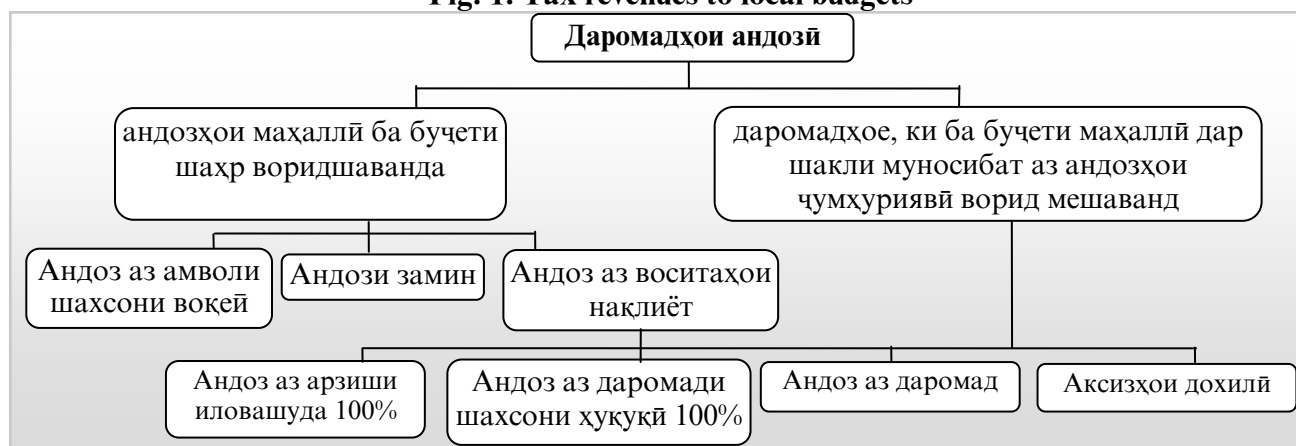 Fig. 1. Tax revenues to local budgets
Даромадҳои андозӣ
андозҳои маҳаллӣ ба буҷети
шаҳр воридшаванда
даромадҳое, ки ба буҷети маҳаллӣ дар
шакли муносибат аз андозҳои
ҷумҳуриявӣ ворид мешаванд
Андоз аз амволи
шахсони воқеӣ
Андози замин
Андоз аз воситаҳои
нақлиёт
Андоз аз арзиши
иловашуда 100%
Андоз аз даромади
шахсони ҳуқуқӣ 100%
Андоз аз даромад
Аксизҳои дохилӣ